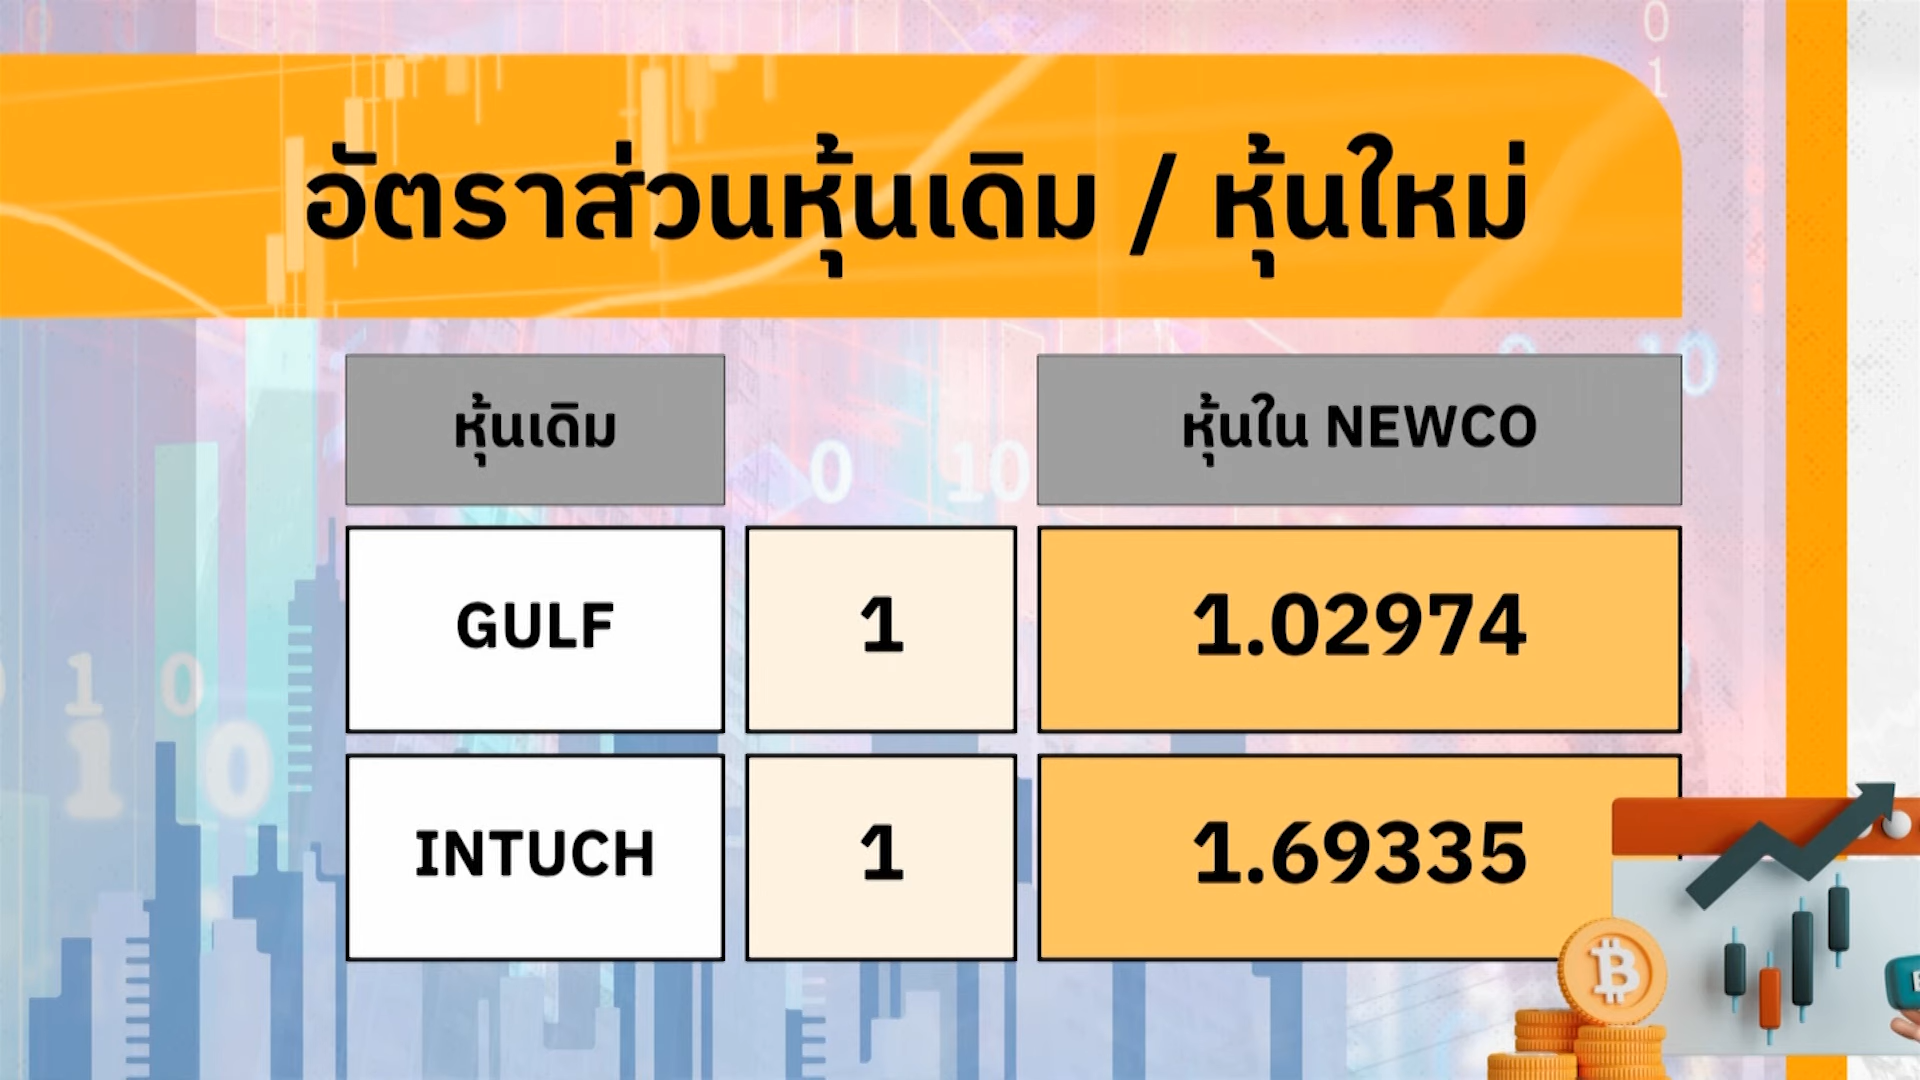 อัตราส่วนหุ้นเดิม / หุ้นใหม่
หุ้นเดิม
หุ้นใน NEWCO
GULF 1 1.02974
INTUCH 1 1.69335